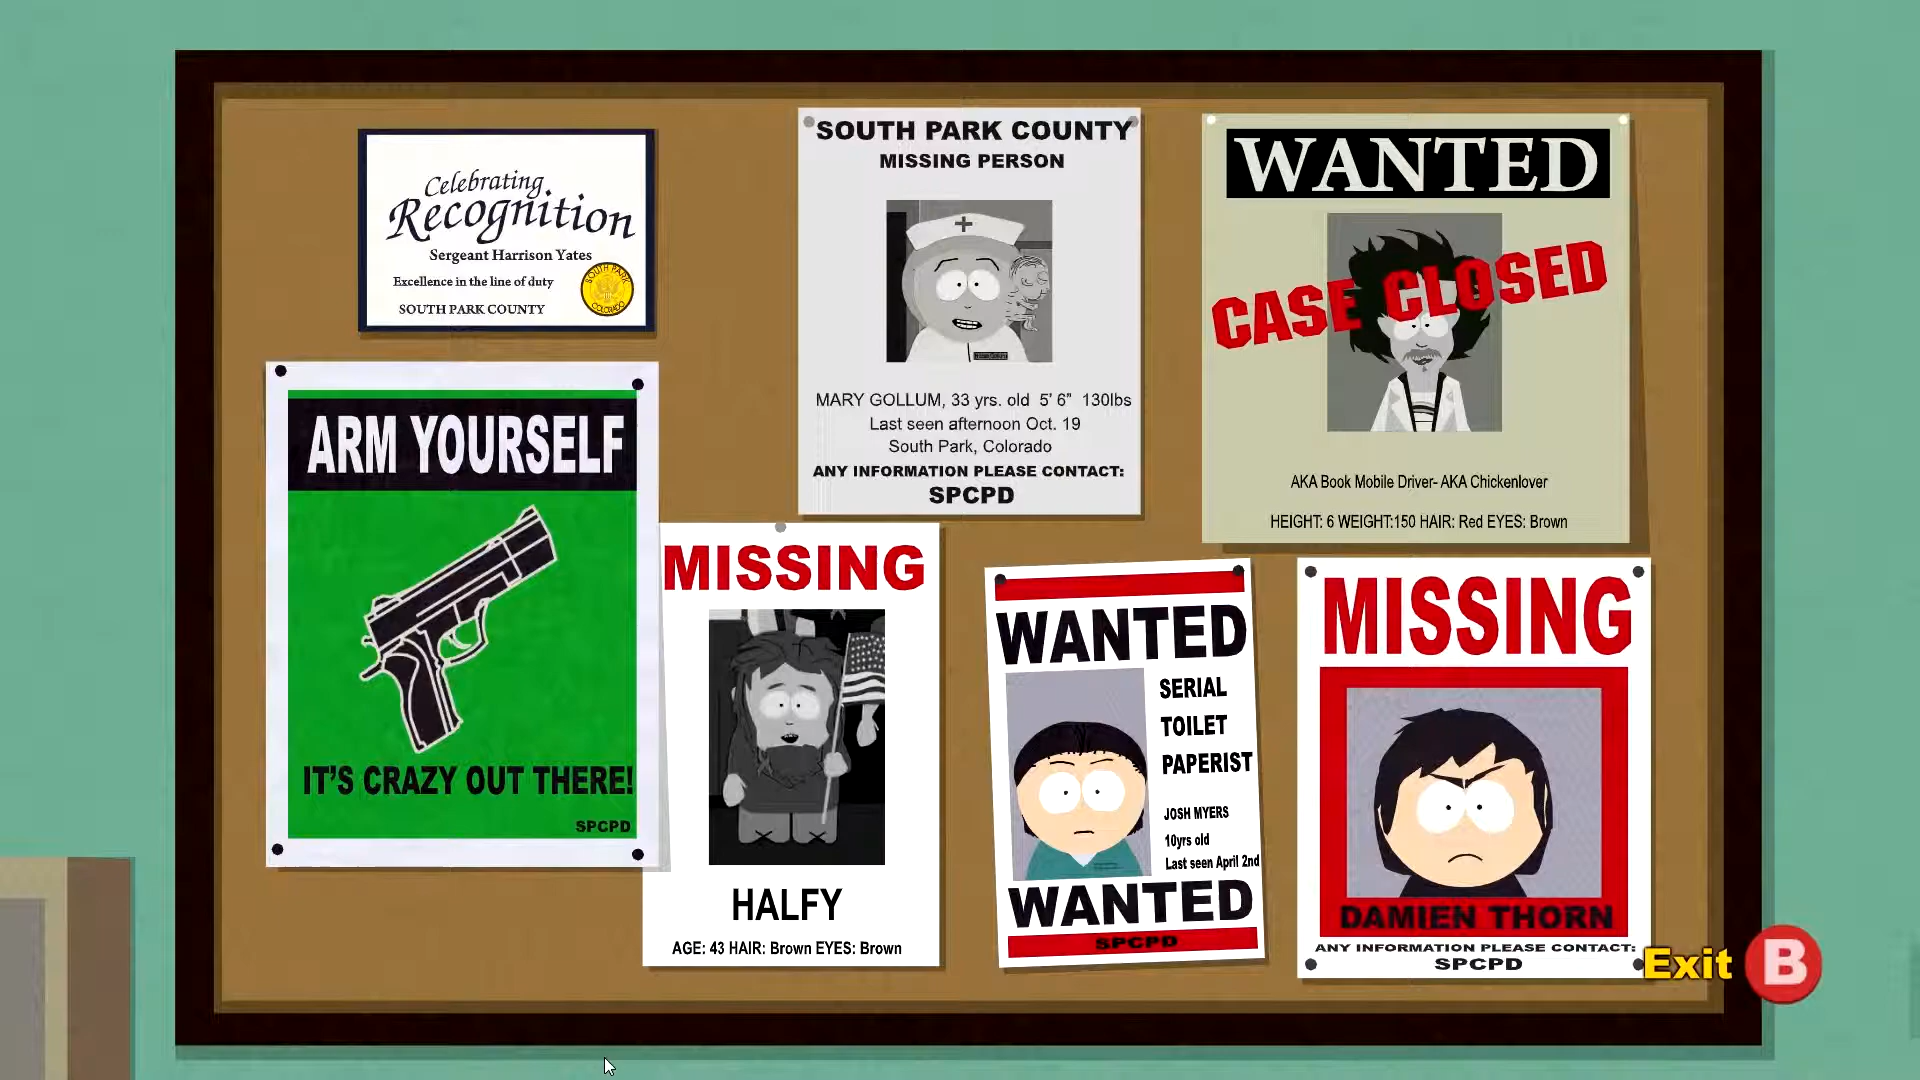 Celebrating
Recognition
Sergeant Harrison Yates
Excellence in the line of duty
SOUTH PARK COUNTY
SOUTH PARK
COLORADO
SOUTH PARK COUNTY
MISSING PERSON
MARY GOLLUM, 33 yrs. old 5' 6” 130lbs
Last seen afternoon Oct. 19
South Park, Colorado
ANY INFORMATION PLEASE CONTACT:
SPCPD
WANTED
CASE CLOSED
AKA Book Mobile Driver- AKA Chickenlover
HEIGHT: 6 WEIGHT:150 HAIR: Red EYES: Brown
ARM YOURSELF
IT'S CRAZY OUT THERE!
SPCPD
MISSING
HALFY
AGE: 43 HAIR: Brown EYES: Brown
WANTED
SERIAL
TOILET
PAPERIST
JOSH MYERS
10yrs old
Last seen April 2nd
WANTED
SPCPD
MISSING
DAMIEN THORN
ANY INFORMATION PLEASE CONTACT:
SPCPD
Exit B